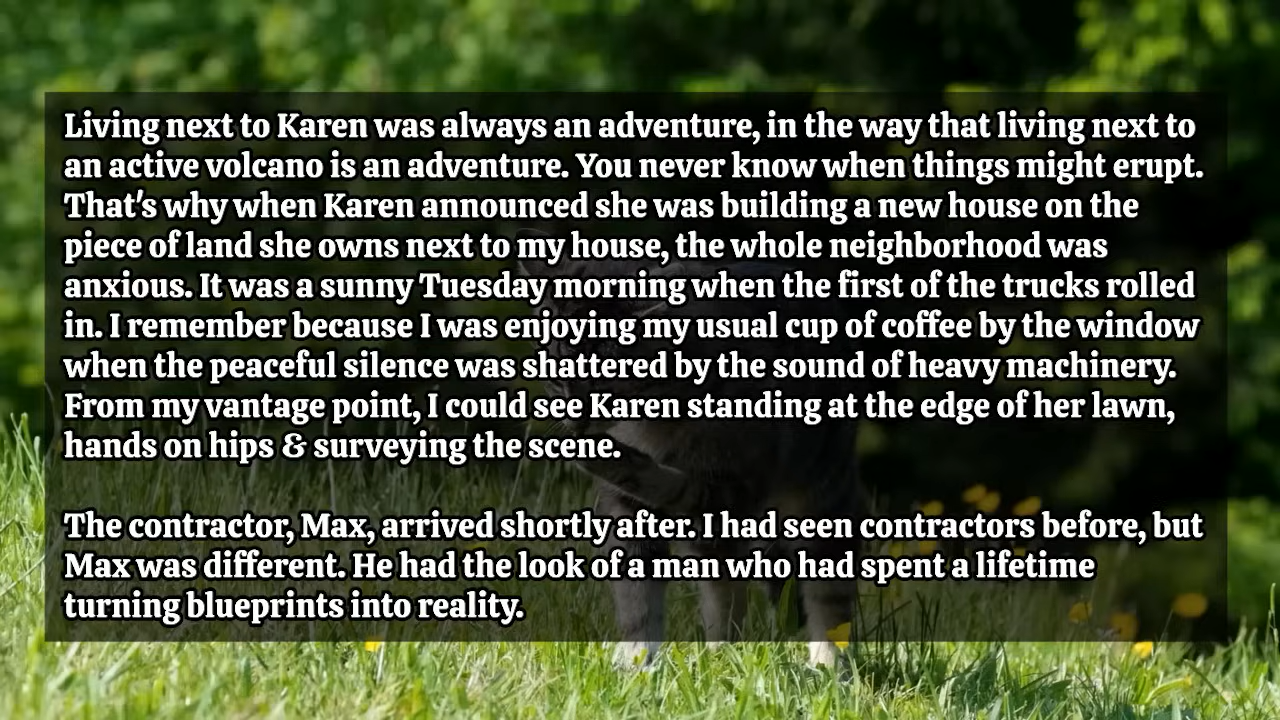 Living next to Karen was always an adventure, in the way that living next to
an active volcano is an adventure. You never know when things might erupt.
That's why when Karen announced she was building a new house on the
piece of land she owns next to my house, the whole neighborhood was
anxious. It was a sunny Tuesday morning when the first of the trucks rolled
in. I remember because I was enjoying my usual cup of coffee by the window
when the peaceful silence was shattered by the sound of heavy machinery.
From my vantage point, I could see Karen standing at the edge of her lawn,
hands on hips & surveying the scene.

The contractor, Max, arrived shortly after. I had seen contractors before, but
Max was different. He had the look of a man who had spent a lifetime
turning blueprints into reality.